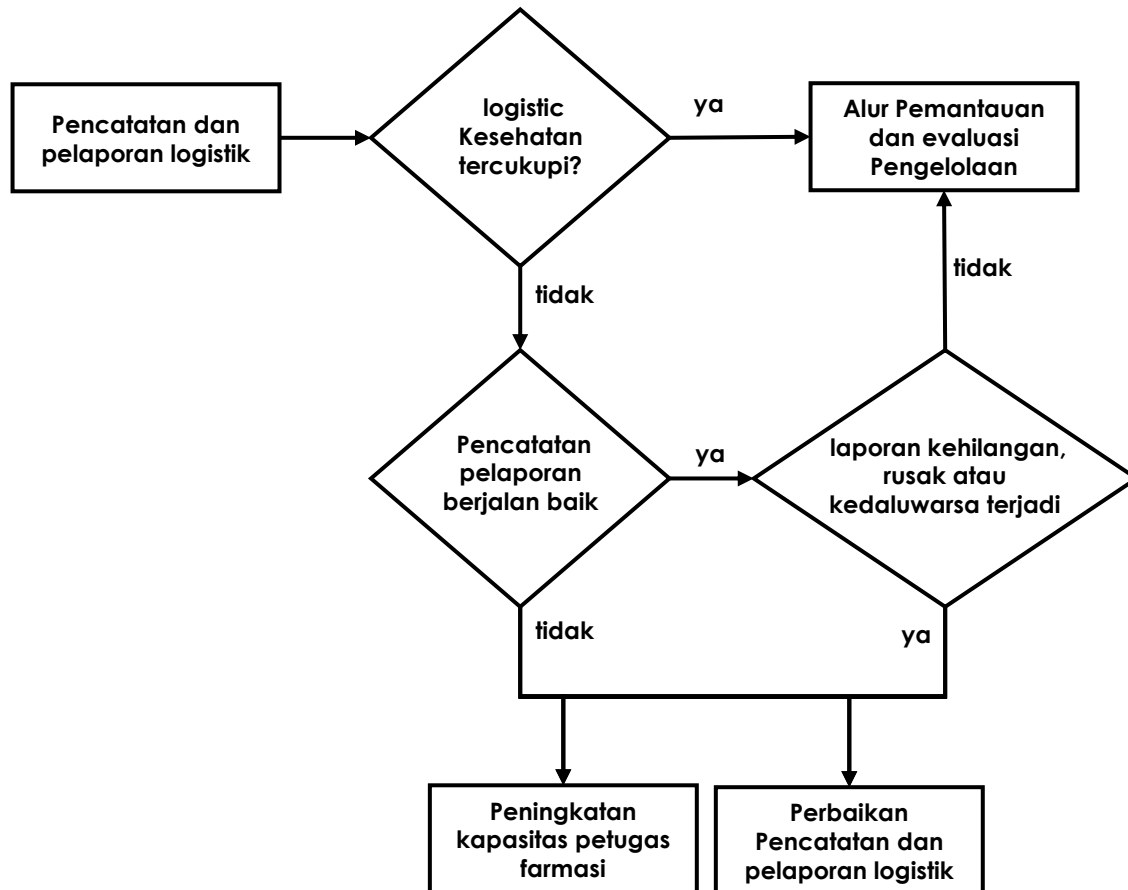 Pencatatan dan
pelaporan logistik
logistic
Kesehatan
tercukupi?
ya
Alur Pemantauan
dan evaluasi
Pengelolaan
tidak
tidak
Pencatatan
pelaporan
berjalan baik
ya
laporan kehilangan,
rusak atau
kedaluwarsa terjadi
tidak
ya
Peningkatan
kapasitas petugas
farmasi
Perbaikan
Pencatatan dan
pelaporan logistik